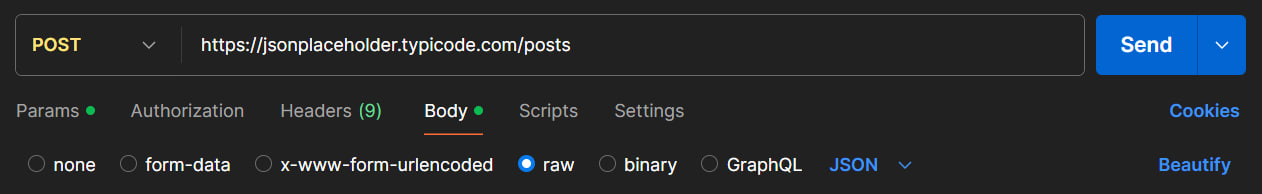 POST https://jsonplaceholder.typicode.com/posts Send
Params Authorization Headers (9) Body Scripts Settings Cookies
none form-data x-www-form-urlencoded raw binary GraphQL JSON Beautify